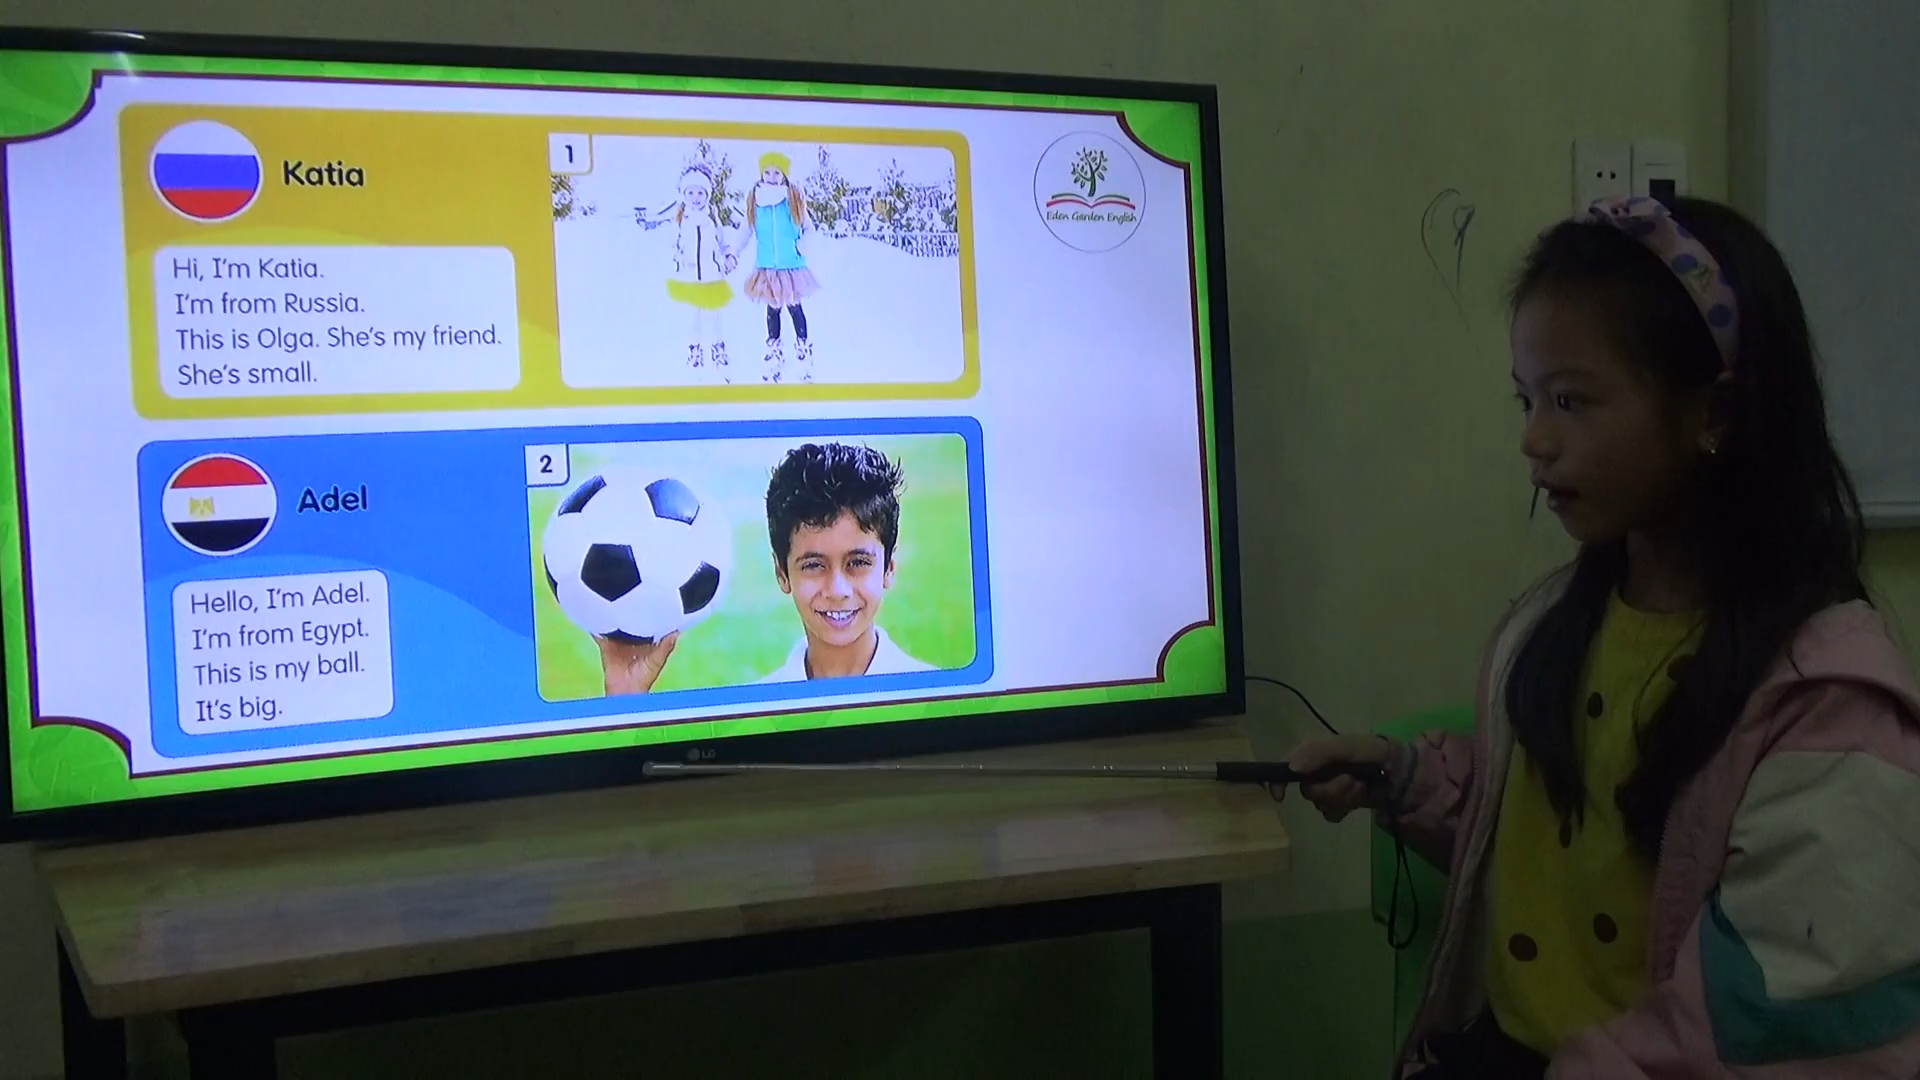 Katia
Hi, I'm Katia.
I'm from Russia.
This is Olga. She's my friend.
She's small.
1
Eden Garden English
Adel
Hello, I'm Adel.
I'm from Egypt.
This is my ball.
It's big.
2
LG